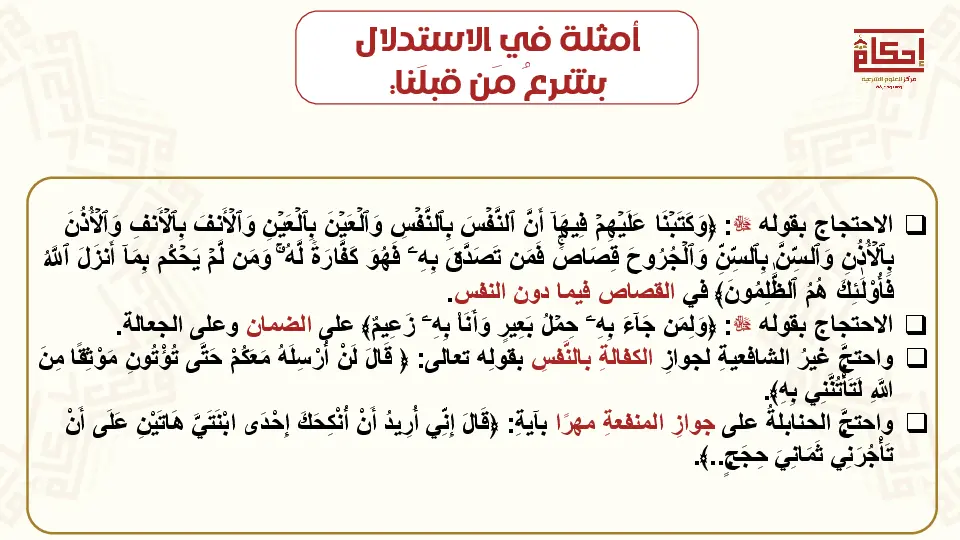 أمثلة في الاستدلال
بشرعُ مَن قبلَنا:
إحكام
مركز للعلوم الشرعية
❑ الاحتجاج بقوله ﷻ: ﴿وَكَتَبۡنَا عَلَيۡهِمۡ فِيهَآ أَنَّ ٱلنَّفۡسَ بِٱلنَّفۡسِ وَٱلۡعَيۡنَ بِٱلۡعَيۡنِ وَٱلۡأَنفَ بِٱلۡأَنفِ وَٱلۡأُذُنَ
بِٱلۡأُذُنِ وَٱلسِّنَّ بِٱلسِّنِّ وَٱلۡجُرُوحَ قِصَاصٞۚ فَمَن تَصَدَّقَ بِهِۦ فَهُوَ كَفَّارَةٞ لَّهُۥۚ وَمَن لَّمۡ يَحۡكُم بِمَآ أَنزَلَ ٱللَّهُ
فَأُوْلَٰٓئِكَ هُمُ ٱلظَّٰلِمُونَ﴾ في القصاص فيما دون النفس.
❑ الاحتجاج بقوله ﷻ: ﴿وَلِمَن جَآءَ بِهِۦ حِمۡلُ بَعِيرٖ وَأَنَا۠ بِهِۦ زَعِيمٞ﴾ على الضمان وعلى الجعالة.
❑ واحتجَّ غيرُ الشافعيةِ لجوازِ الكفالةِ بالنَّفسِ بقولِه تعالى: ﴿ قَالَ لَنْ أُرْسِلَهُ مَعَكُمْ حَتَّى تُؤْتُونِ مَوْثِقًا مِنَ
اللَّهِ لَتَأْتُنَّنِي بِهِ﴾.
❑ واحتجَّ الحنابلةُ على جوازِ المنفعةِ مهرًا بآية: ﴿قَالَ إِنِّي أُرِيدُ أَنْ أُنْكِحَكَ إِحْدَى ابْنَتَيَّ هَاتَيْنِ عَلَى أَنْ
تَأْجُرَنِي ثَمَانِيَ حِجَجٍ..﴾.